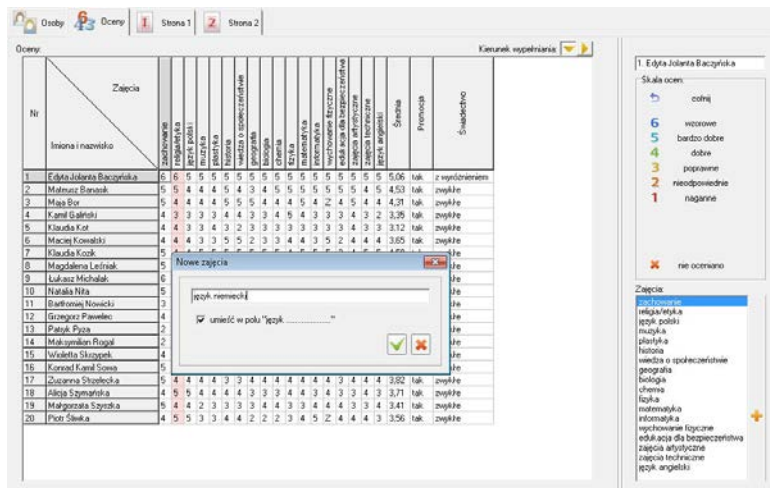 Osoby Oceny 1 Strona 1 2 Strona 2
Oceny: Kierunek wypełniania:
Nr Zajęcia
Imiona i nazwisko
zachowanie
religia/etyka
język polski
muzyka
plastyka
historia
wiedza o społeczeństwie
geografia
biologia
chemia
fizyka
matematyka
informatyka
wychowanie fizyczne
edukacja dla bezpieczeństwa
zajęcia artystyczne
zajęcia techniczne
język angielski
Średnia
Promocja
Świadectwo
1 Edyta Jolanta Baczyńska 6 6 5 5 5 5 5 5 5 5 5 5 5 5 5 5 5 5 5,06 tak z wyróżnieniem
2 Mateusz Banasik 5 5 4 4 4 5 4 3 4 5 5 5 5 5 5 5 4 5 4,53 tak zwykłe
3 Maja Bor 5 4 4 4 4 5 5 5 4 4 4 5 4 Z 4 5 4 4 4,31 tak zwykłe
4 Kamil Galiński 4 3 3 3 3 4 4 3 3 4 5 4 3 3 3 4 3 2 3,35 tak zwykłe
5 Klaudia Kot 4 4 3 3 4 3 2 3 3 3 3 3 3 3 3 4 3 3 3,12 tak zwykłe
6 Maciej Kowalski 4 4 4 3 3 5 5 2 3 3 4 4 3 5 2 4 4 4 3,65 tak zwykłe
7 Klaudia Kozik
8 Magdalena Leśniak 5
9 Łukasz Michalak 6
10 Natalia Nita 5
11 Bartłomiej Nowicki 3
12 Grzegorz Pawelec 4
13 Patryk Pyza 2
14 Maksymilian Rogal 2
15 Wioletta Skrzypek 4
16 Konrad Kamil Sowa 5
17 Zuzanna Strzelecka 5 4 4 4 4 3 3 4 4 4 4 4 4 4 3 4 4 4 3,82 tak zwykłe
18 Alicja Szymańska 4 5 5 4 4 4 4 3 3 3 4 4 4 3 3 4 3 3,71 tak zwykłe
19 Małgorzata Szyszka 5 4 4 2 3 3 3 3 4 4 3 3 4 4 4 3 3 4 3,41 tak zwykłe
20 Piotr Śliwka 4 5 5 3 3 4 4 2 2 2 3 4 5 Z 4 4 4 3 3,56 tak zwykłe
Nowe zajęcia
język niemiecki
umieść w polu "język ......................"
1. Edyta Jolanta Baczyńska
Skala ocen:
cofnij
6 wzorowe
5 bardzo dobre
4 dobre
3 poprawne
2 nieodpowiednie
1 naganne
nie oceniano
Zajęcia:
zachowanie
religia/etyka
język polski
muzyka
plastyka
historia
wiedza o społeczeństwie
geografia
biologia
chemia
fizyka
matematyka
informatyka
wychowanie fizyczne
edukacja dla bezpieczeństwa
zajęcia artystyczne
zajęcia techniczne
język angielski